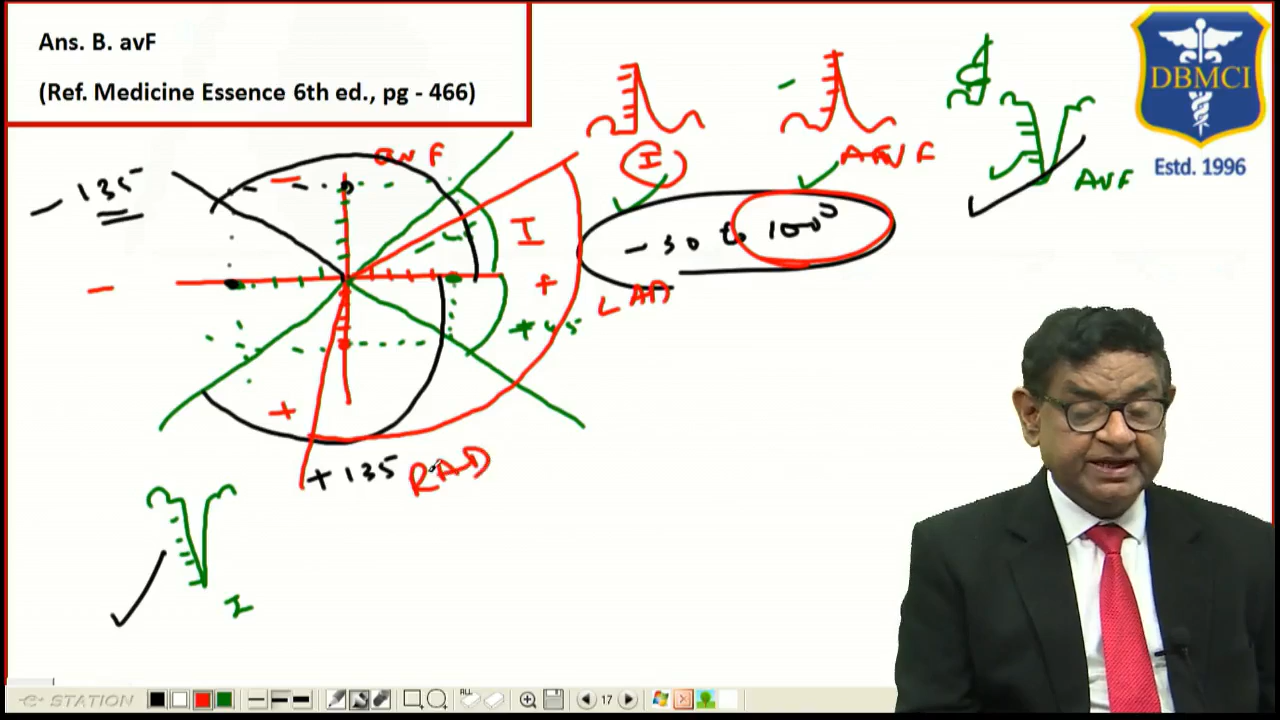 Ans. B. avF
(Ref. Medicine Essence 6th ed., pg - 466)
DBMCI
Estd. 1996
I
AVF
AVF
avF
- 135
I
- 30 to 100°
LAD
+
-
+ 45
+
+ 135 RAD
I
STATION
ALL
17